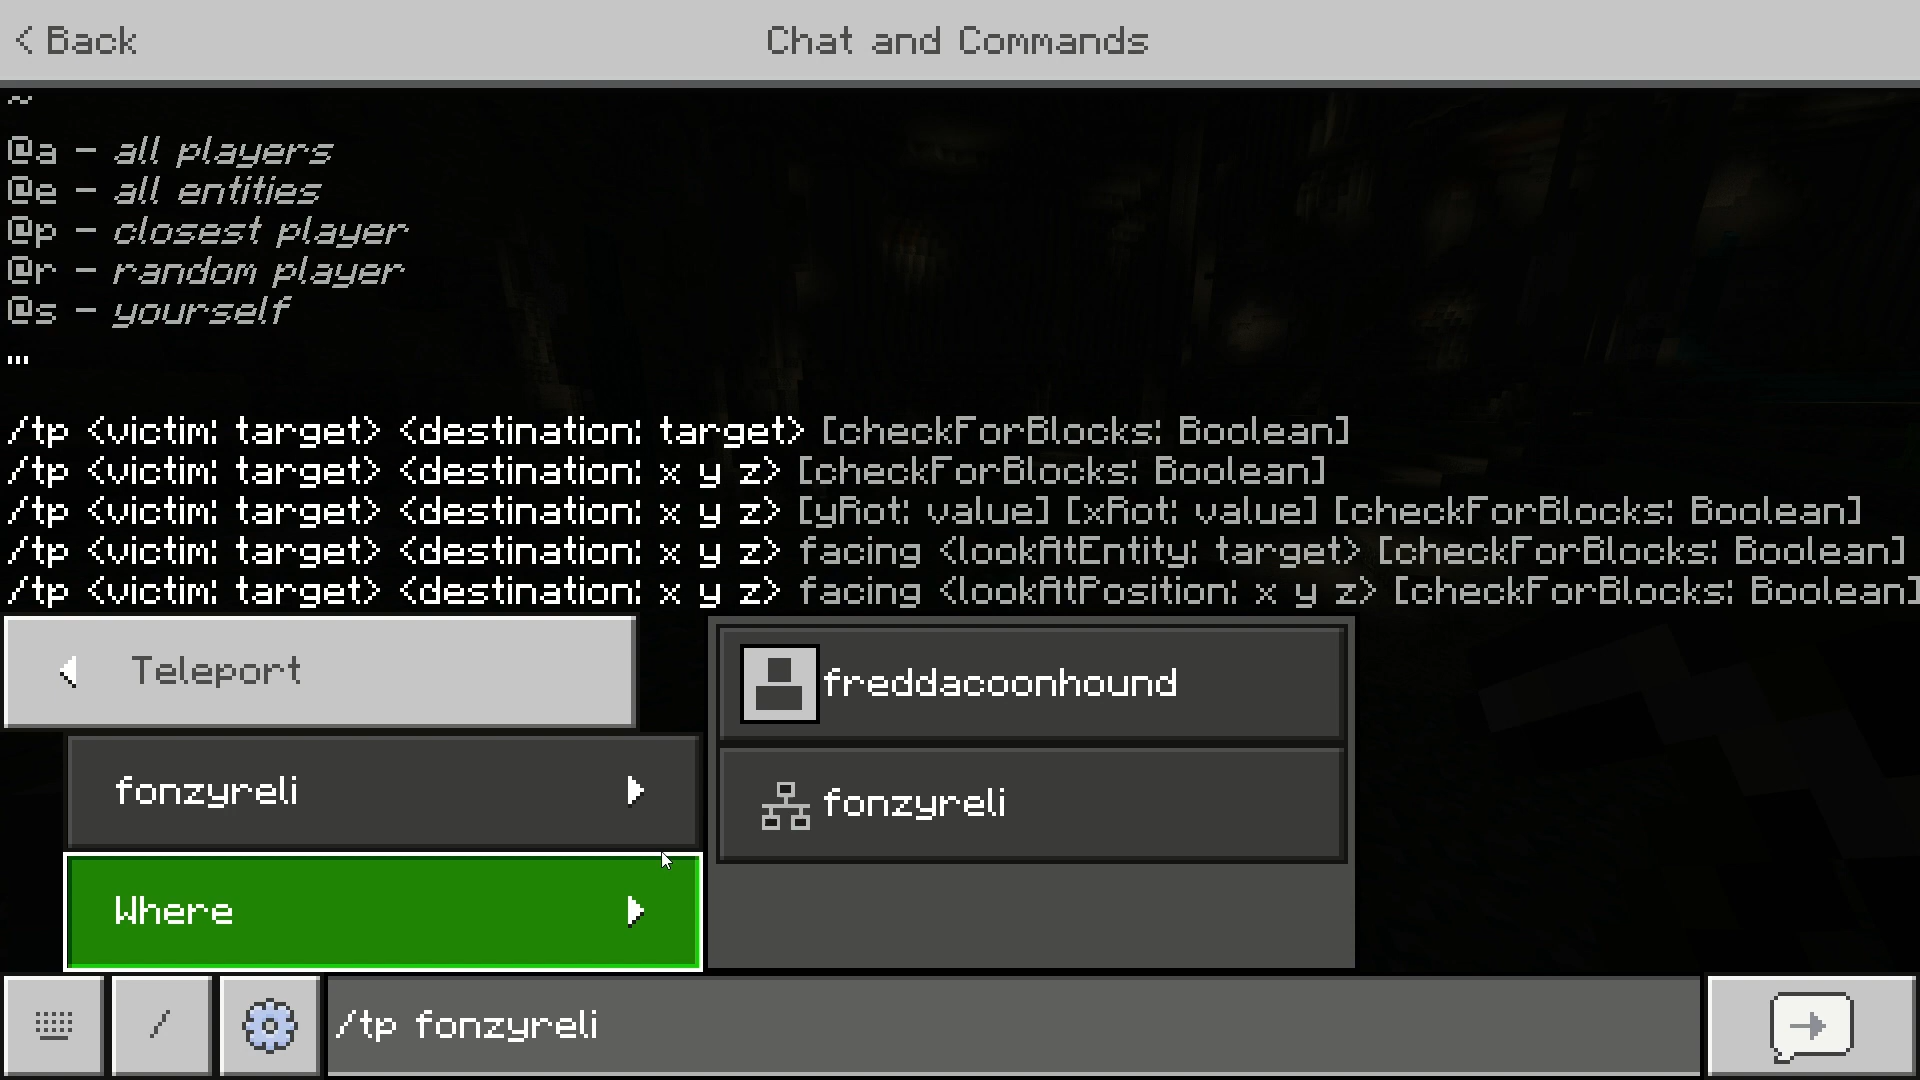 < Back
Chat and Commands
~
@a - all players
@e - all entities
@p - closest player
@r - random player
@s - yourself
...
/tp <victim: target> <destination: target> [checkForBlocks: Boolean]
/tp <victim: target> <destination: x y z> [checkForBlocks: Boolean]
/tp <victim: target> <destination: x y z> [yRot: value] [xRot: value] [checkForBlocks: Boolean]
/tp <victim: target> <destination: x y z> facing <lookAtEntity: target> [checkForBlocks: Boolean]
/tp <victim: target> <destination: x y z> facing <lookAtPosition: x y z> [checkForBlocks: Boolean]
Teleport
fonzyreli
Where
freddacoonhound
fonzyreli
/
/tp fonzyreli